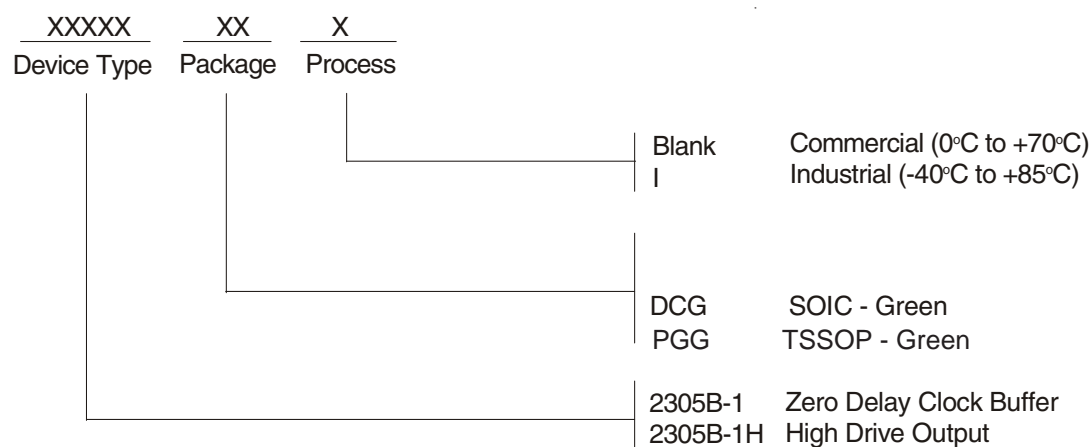 XXXXX XX X
Device Type Package Process
Blank Commercial (0°C to +70°C)
I Industrial (-40°C to +85°C)
DCG SOIC - Green
PGG TSSOP - Green
2305B-1 Zero Delay Clock Buffer
2305B-1H High Drive Output